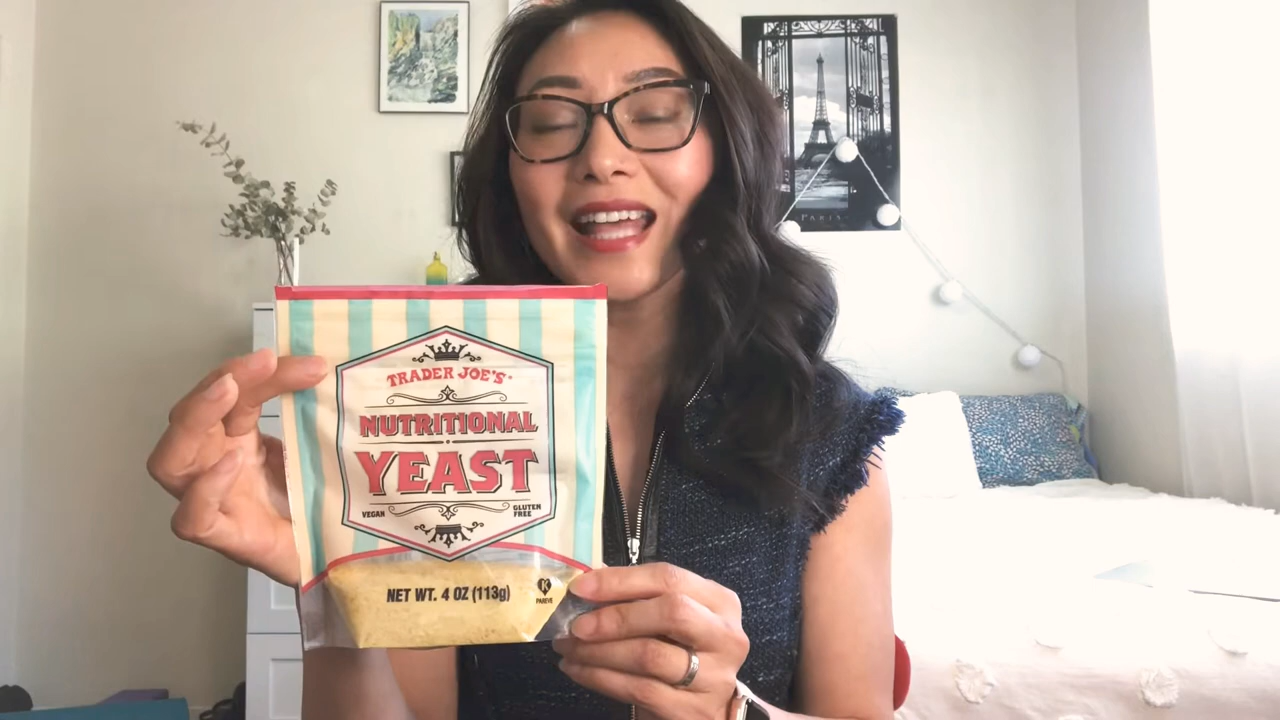 PARIS
TRADER JOE'S
NUTRITIONAL
YEAST
VEGAN
GLUTEN
FREE
NET WT. 4 OZ (113g)
K
PAREVE